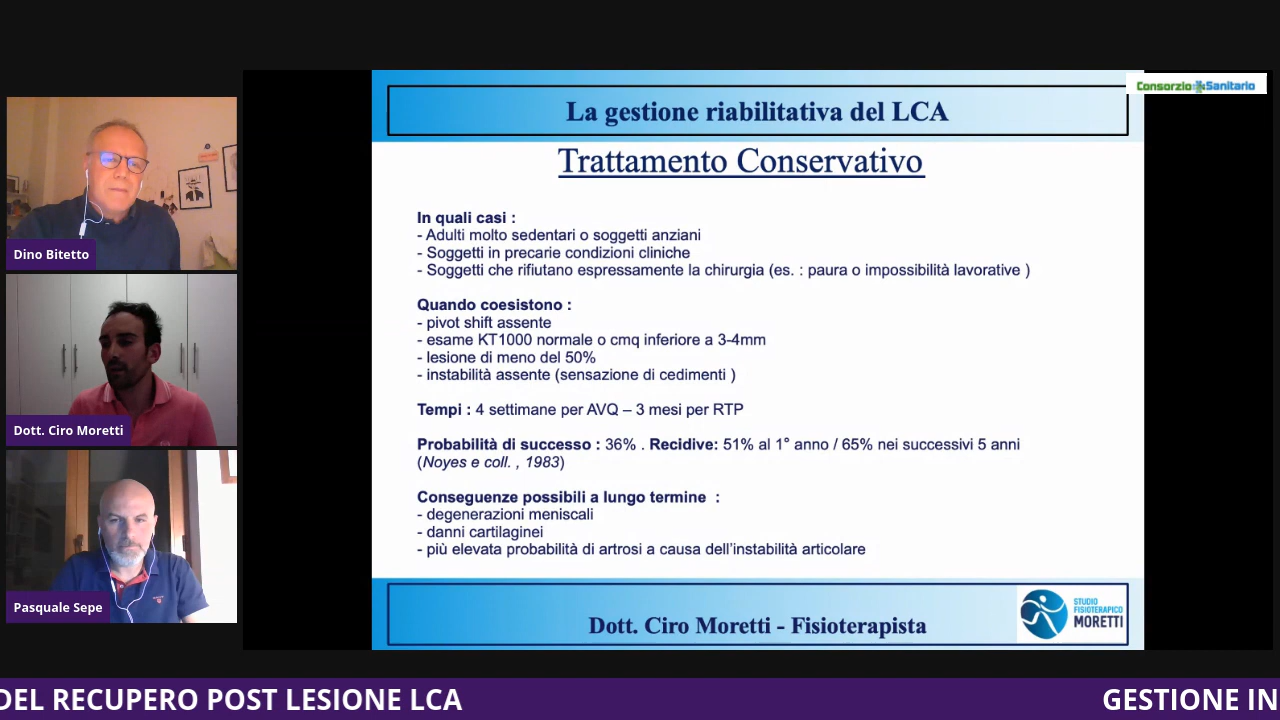 Consorzio Sanitario
La gestione riabilitativa del LCA
Trattamento Conservativo
In quali casi :
- Adulti molto sedentari o soggetti anziani
- Soggetti in precarie condizioni cliniche
- Soggetti che rifiutano espressamente la chirurgia (es. : paura o impossibilità lavorative )
Quando coesistono :
- pivot shift assente
- esame KT1000 normale o cmq inferiore a 3-4mm
- lesione di meno del 50%
- instabilità assente (sensazione di cedimenti )
Tempi : 4 settimane per AVQ – 3 mesi per RTP
Probabilità di successo : 36% . Recidive: 51% al 1° anno / 65% nei successivi 5 anni
(Noyes e coll. , 1983)
Conseguenze possibili a lungo termine :
- degenerazioni meniscali
- danni cartilaginei
- più elevata probabilità di artrosi a causa dell'instabilità articolare
Dott. Ciro Moretti - Fisioterapista
STUDIO
FISIOTERAPICO
MORETTI
Dino Bitetto
Dott. Ciro Moretti
Pasquale Sepe
DEL RECUPERO POST LESIONE LCA
GESTIONE IN